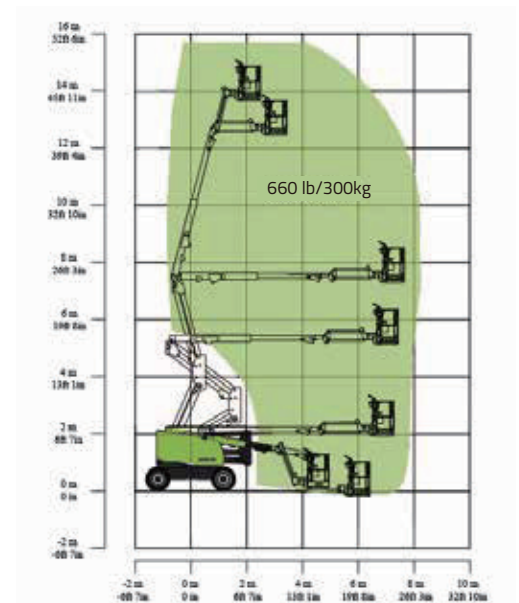 16 m
52ft 6in
14 m
45ft 11in
12 m
39ft 4in
10 m
32ft 10in
660 lb/300kg
8 m
26ft 3in
6 m
19ft 8in
4 m
13ft 1in
2 m
6ft 7in
0 m
0 in
-2 m
-6ft 7in
-2 m 0 m 2 m 4 m 6 m 8 m 10 m
-6ft 7in 0 in 6ft 7in 13ft 1in 19ft 8in 26ft 3in 32ft 10in